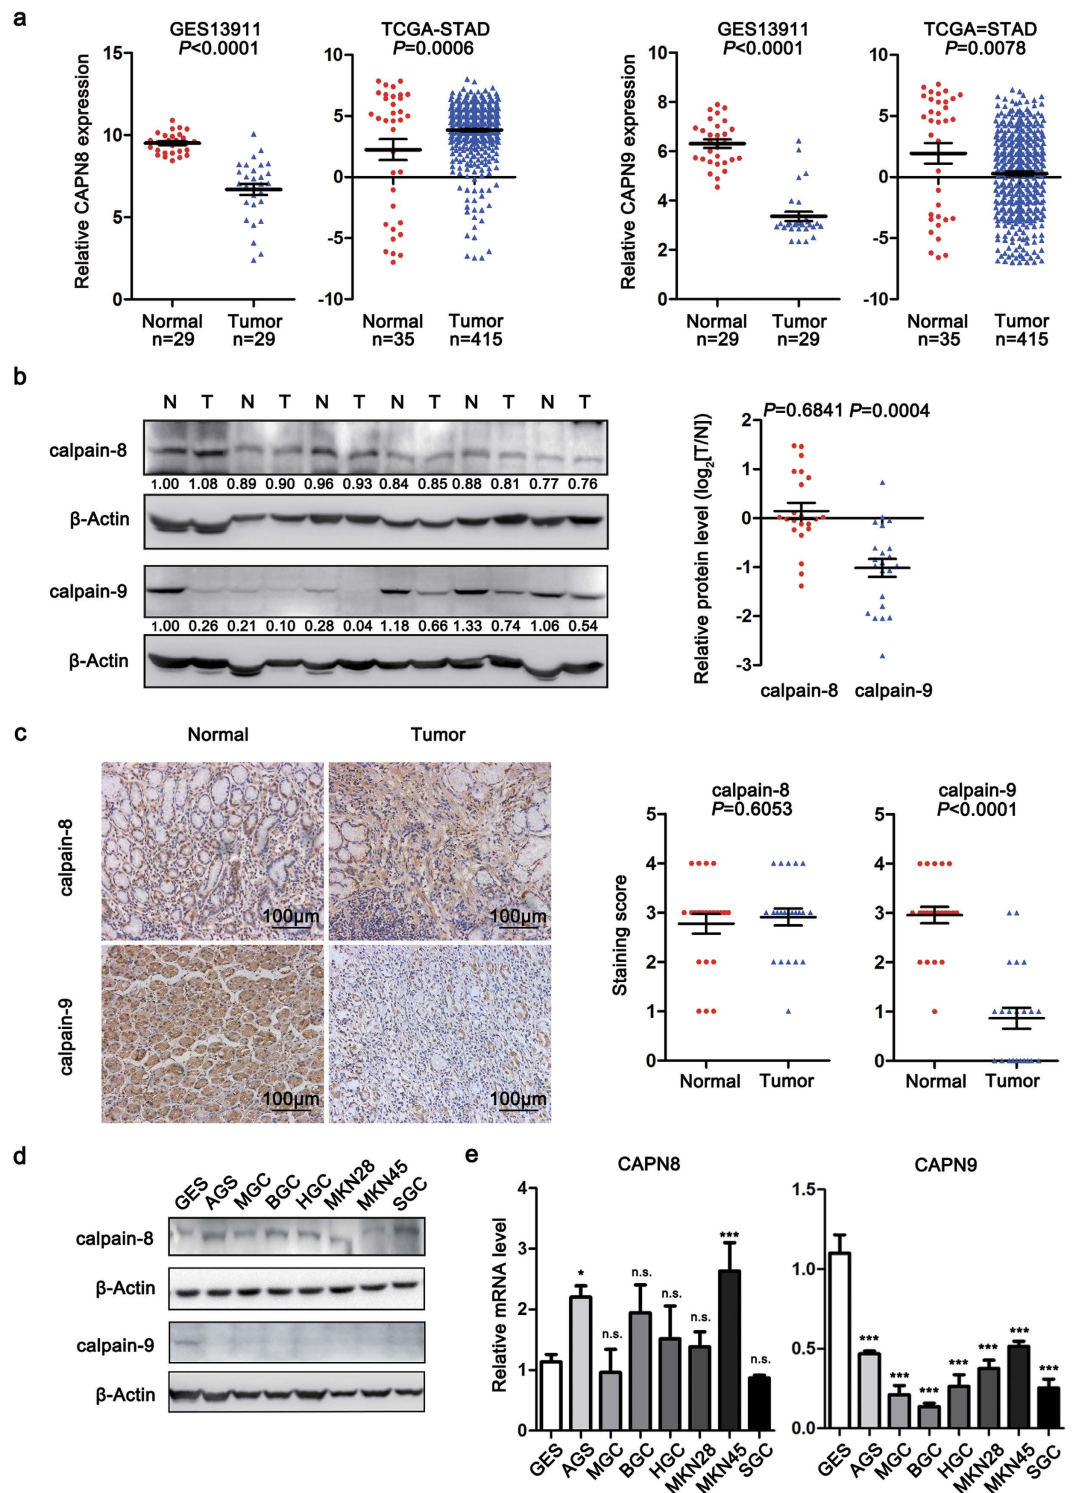 a
GES13911
P<0.0001
TCGA-STAD
P=0.0006
GES13911
P<0.0001
TCGA=STAD
P=0.0078
Relative CAPN8 expression
15
10
5
0
10
5
0
-5
-10
Normal
n=29
Tumor
n=29
Normal
n=35
Tumor
n=415
Relative CAPN9 expression
10
8
6
4
2
0
10
5
0
-5
-10
Normal
n=29
Tumor
n=29
Normal
n=35
Tumor
n=415
b
N T N T N T N T N T N T
calpain-8
1.00 1.08 0.89 0.90 0.96 0.93 0.84 0.85 0.88 0.81 0.77 0.76
β-Actin
calpain-9
1.00 0.26 0.21 0.10 0.28 0.04 1.18 0.66 1.33 0.74 1.06 0.54
β-Actin
P=0.6841 P=0.0004
Relative protein level (log2[T/N])
2
1
0
-1
-2
-3
calpain-8 calpain-9
c
Normal Tumor
calpain-8
100μm 100μm
calpain-9
100μm 100μm
calpain-8
P=0.6053
calpain-9
P<0.0001
Staining score
5
4
3
2
1
0
5
4
3
2
1
0
Normal Tumor
Normal Tumor
d
GES AGS MGC BGC HGC MKN28 MKN45 SGC
calpain-8
β-Actin
calpain-9
β-Actin
e
CAPN8
Relative mRNA level
4
3
2
1
0
* n.s. n.s. n.s. n.s. *** n.s.
GES AGS MGC BGC HGC MKN28 MKN45 SGC
CAPN9
1.5
1.0
0.5
0.0
*** *** *** *** *** *** ***
GES AGS MGC BGC HGC MKN28 MKN45 SGC